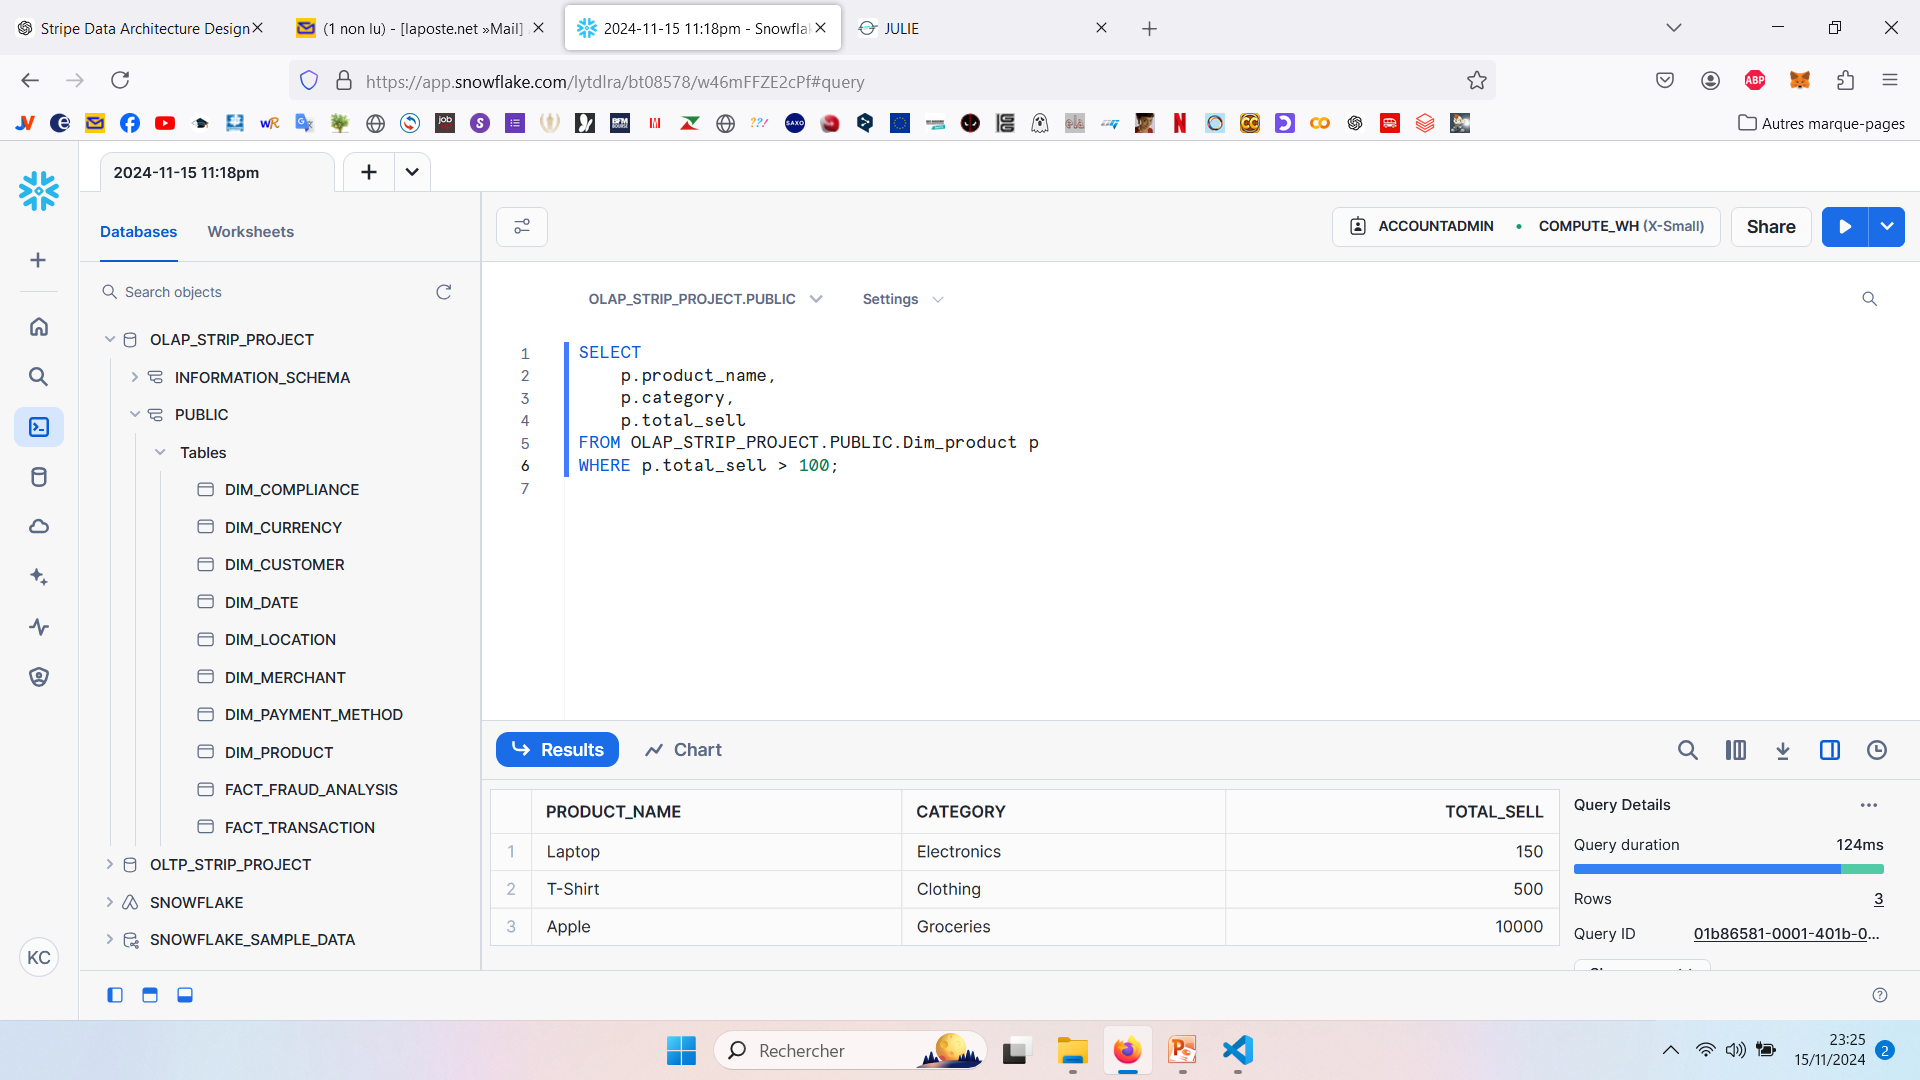 Stripe Data Architecture Design
(1 non lu) - [laposte.net »Mail]
2024-11-15 11:18pm - Snowfla
JULIE
https://app.snowflake.com/lytdlra/bt08578/w46mFFZE2cPf#query
ABP
Autres marque-pages
2024-11-15 11:18pm
Databases
Worksheets
ACCOUNTADMIN
COMPUTE_WH (X-Small)
Share
Search objects
OLAP_STRIP_PROJECT
INFORMATION_SCHEMA
PUBLIC
Tables
DIM_COMPLIANCE
DIM_CURRENCY
DIM_CUSTOMER
DIM_DATE
DIM_LOCATION
DIM_MERCHANT
DIM_PAYMENT_METHOD
DIM_PRODUCT
FACT_FRAUD_ANALYSIS
FACT_TRANSACTION
OLTP_STRIP_PROJECT
SNOWFLAKE
SNOWFLAKE_SAMPLE_DATA
KC
OLAP_STRIP_PROJECT.PUBLIC
Settings
1 SELECT
2 p.product_name,
3 p.category,
4 p.total_sell
5 FROM OLAP_STRIP_PROJECT.PUBLIC.Dim_product p
6 WHERE p.total_sell > 100;
7
Results
Chart
PRODUCT_NAME CATEGORY TOTAL_SELL
1 Laptop Electronics 150
2 T-Shirt Clothing 500
3 Apple Groceries 10000
Query Details
Query duration 124ms
Rows 3
Query ID 01b86581-0001-401b-0...
Rechercher
23:25
15/11/2024
2